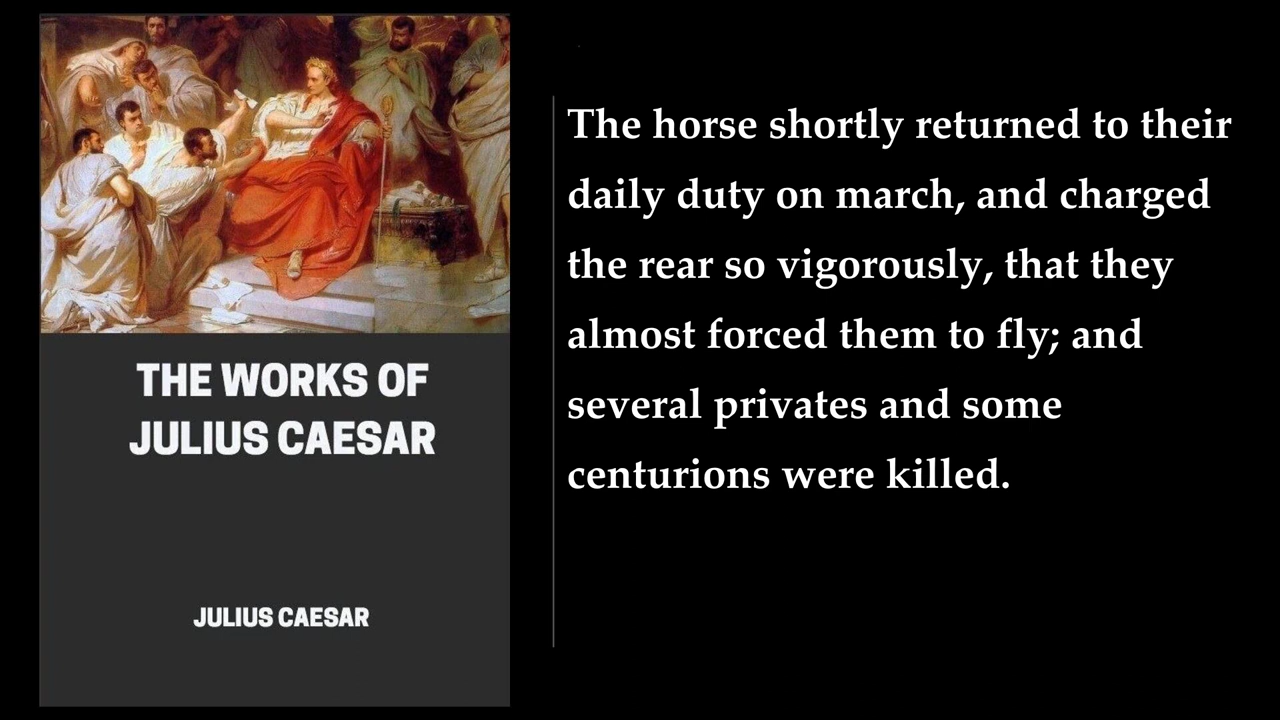 THE WORKS OF
JULIUS CAESAR
JULIUS CAESAR
The horse shortly returned to their
daily duty on march, and charged
the rear so vigorously, that they
almost forced them to fly; and
several privates and some
centurions were killed.